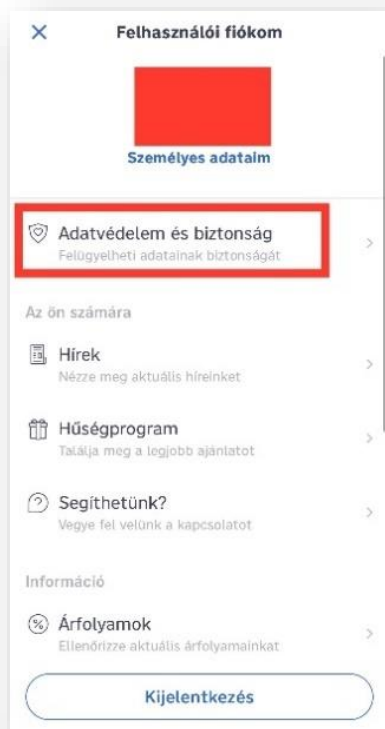 Felhasználói fiókom
Személyes adataim
Adatvédelem és biztonság
Felügyelheti adatainak biztonságát
Az ön számára
Hírek
Nézze meg aktuális híreinket
Hűségprogram
Találja meg a legjobb ajánlatot
Segíthetünk?
Vegye fel velünk a kapcsolatot
Információ
Árfolyamok
Ellenőrizze aktuális árfolyamainkat
Kijelentkezés